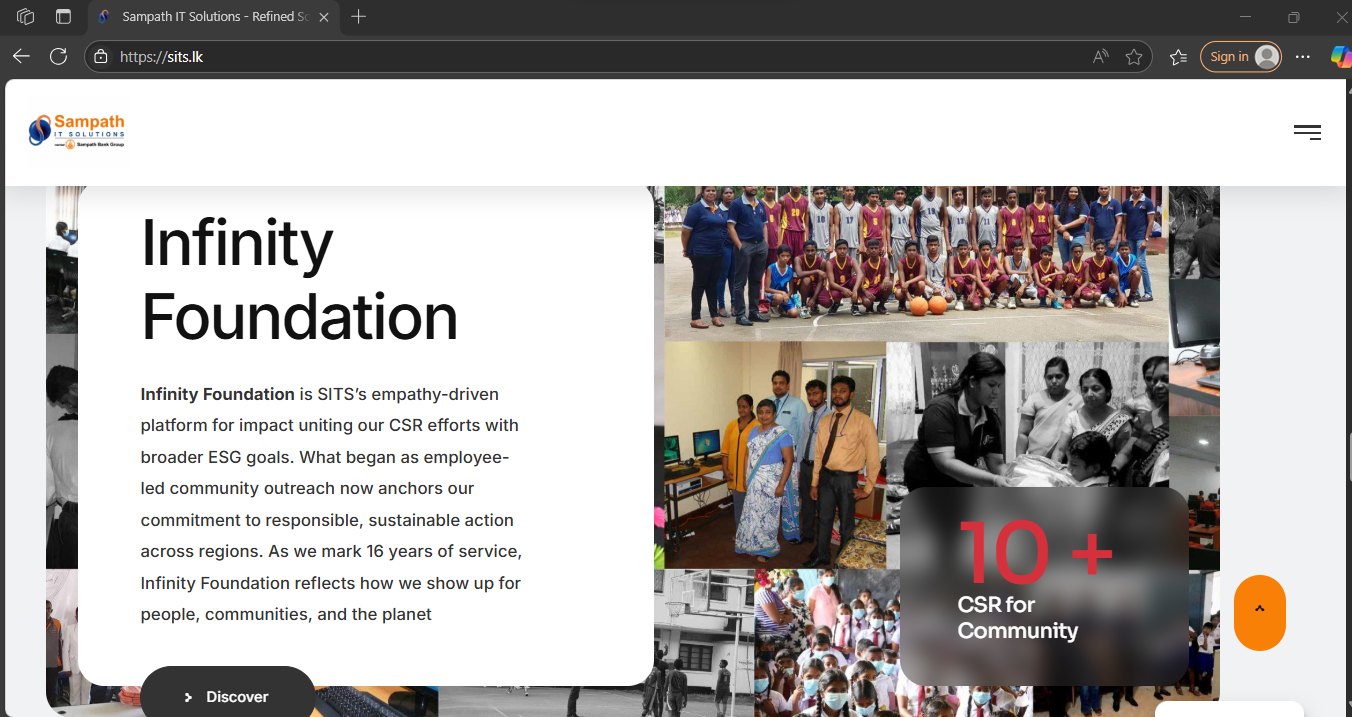 Sampath IT Solutions - Refined So
https://sits.lk
Sign in
Sampath
IT SOLUTIONS
Sampath Bank Group
Infinity
Foundation
Infinity Foundation is SITS’s empathy-driven
platform for impact uniting our CSR efforts with
broader ESG goals. What began as employee-
led community outreach now anchors our
commitment to responsible, sustainable action
across regions. As we mark 16 years of service,
Infinity Foundation reflects how we show up for
people, communities, and the planet
Discover
10 +
CSR for
Community